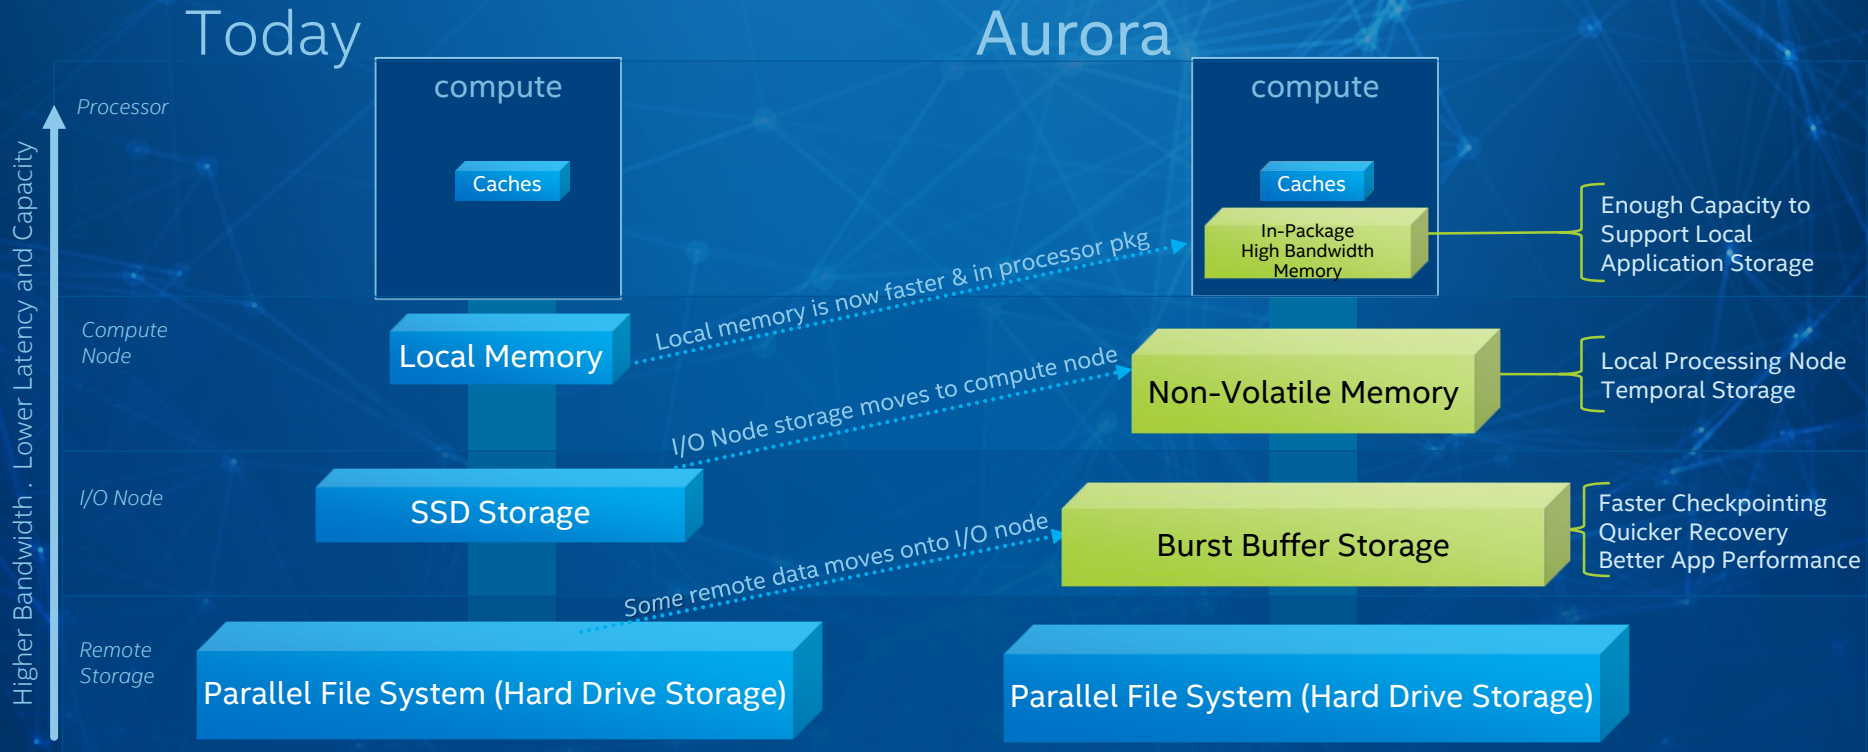 Today
Aurora
Higher Bandwidth . Lower Latency and Capacity
Processor
compute
Caches
compute
Caches
In-Package
High Bandwidth
Memory
Enough Capacity to
Support Local
Application Storage
Local memory is now faster & in processor pkg
Compute
Node
Local Memory
Non-Volatile Memory
Local Processing Node
Temporal Storage
I/O Node storage moves to compute node
I/O Node
SSD Storage
Burst Buffer Storage
Faster Checkpointing
Quicker Recovery
Better App Performance
Some remote data moves onto I/O node
Remote
Storage
Parallel File System (Hard Drive Storage)
Parallel File System (Hard Drive Storage)